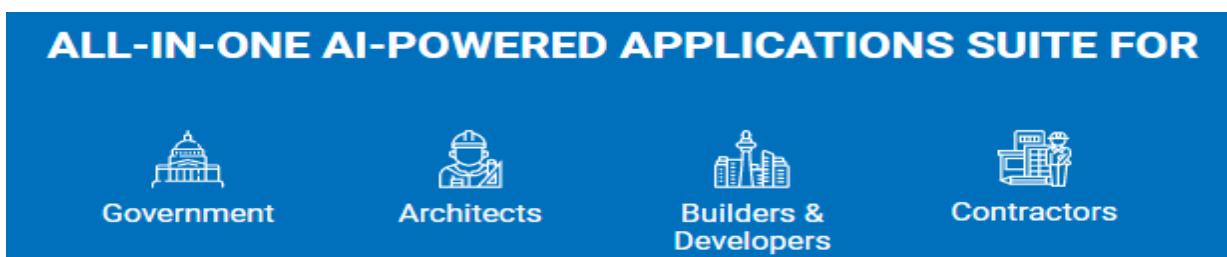 ALL-IN-ONE AI-POWERED APPLICATIONS SUITE FOR
Government
Architects
Builders &
Developers
Contractors